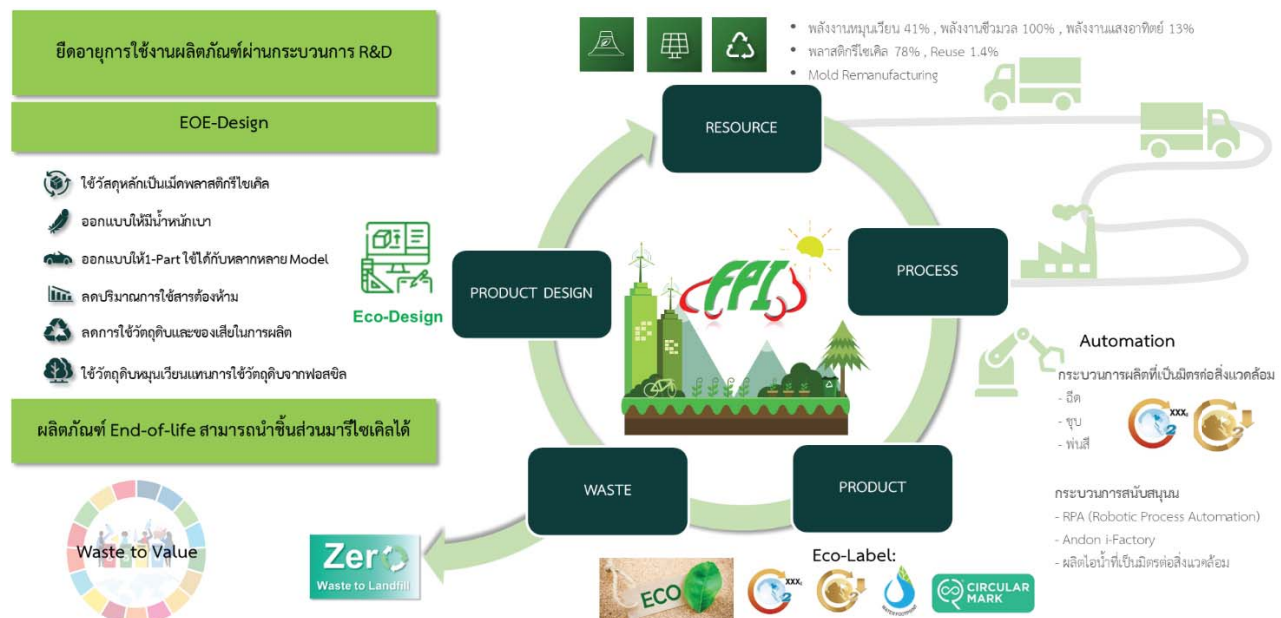 ยืดอายุการใช้งานผลิตภัณฑ์ผ่านกระบวนการ R&D
EOE-Design
ใช้วัสดุหลักเป็นเม็ดพลาสติกรีไซเคิล
ออกแบบให้มีน้ำหนักเบา
ออกแบบให้1-Part ใช้ได้กับหลากหลาย Model
ลดปริมาณการใช้สารต้องห้าม
ลดการใช้วัตถุดิบและของเสียในการผลิต
ใช้วัตถุดิบหมุนเวียนแทนการใช้วัตถุดิบจากฟอสซิล
ผลิตภัณฑ์ End-of-life สามารถนำชิ้นส่วนมารีไซเคิลได้
Waste to Value
Zero
Waste to Landfill
Eco-Design
PRODUCT DESIGN
• พลังงานหมุนเวียน 41% , พลังงานชีวมวล 100% , พลังงานแสงอาทิตย์ 13%
• พลาสติกรีไซเคิล 78% , Reuse 1.4%
• Mold Remanufacturing
RESOURCE
PROCESS
FPI
PRODUCT
WASTE
Automation
กระบวนการผลิตที่เป็นมิตรต่อสิ่งแวดล้อม
- ฉีด
- ชุบ
- พ่นสี
XXX
2
2
กระบวนการสนับสนุนน
- RPA (Robotic Process Automation)
- Andon i-Factory
- ผลิตไอน้ำที่เป็นมิตรต่อสิ่งแวดล้อม
Eco-Label:
ECO
XXX
2
2
WATER FOOTPRINT
CIRCULAR
MARK